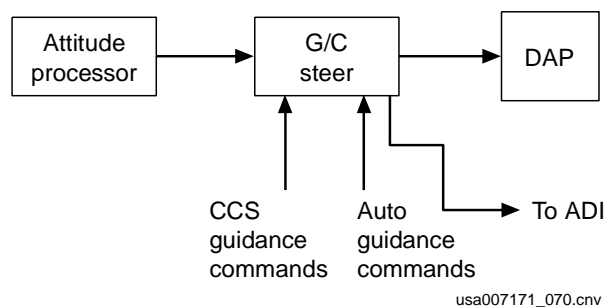 Attitude
processor
G/C
steer
DAP
CCS
guidance
commands
Auto
guidance
commands
To ADI
usa007171_070.cnv